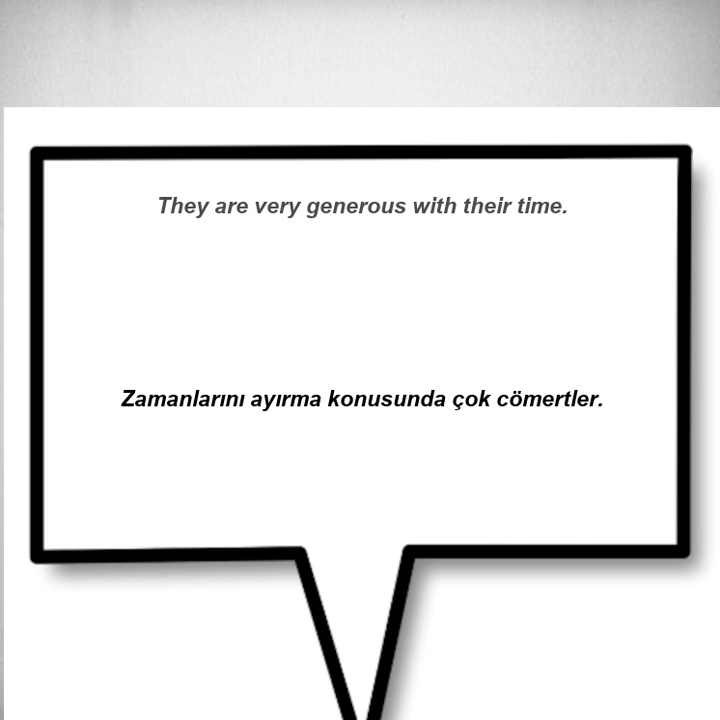 They are very generous with their time.
Zamanlarını ayırma konusunda çok cömertler.